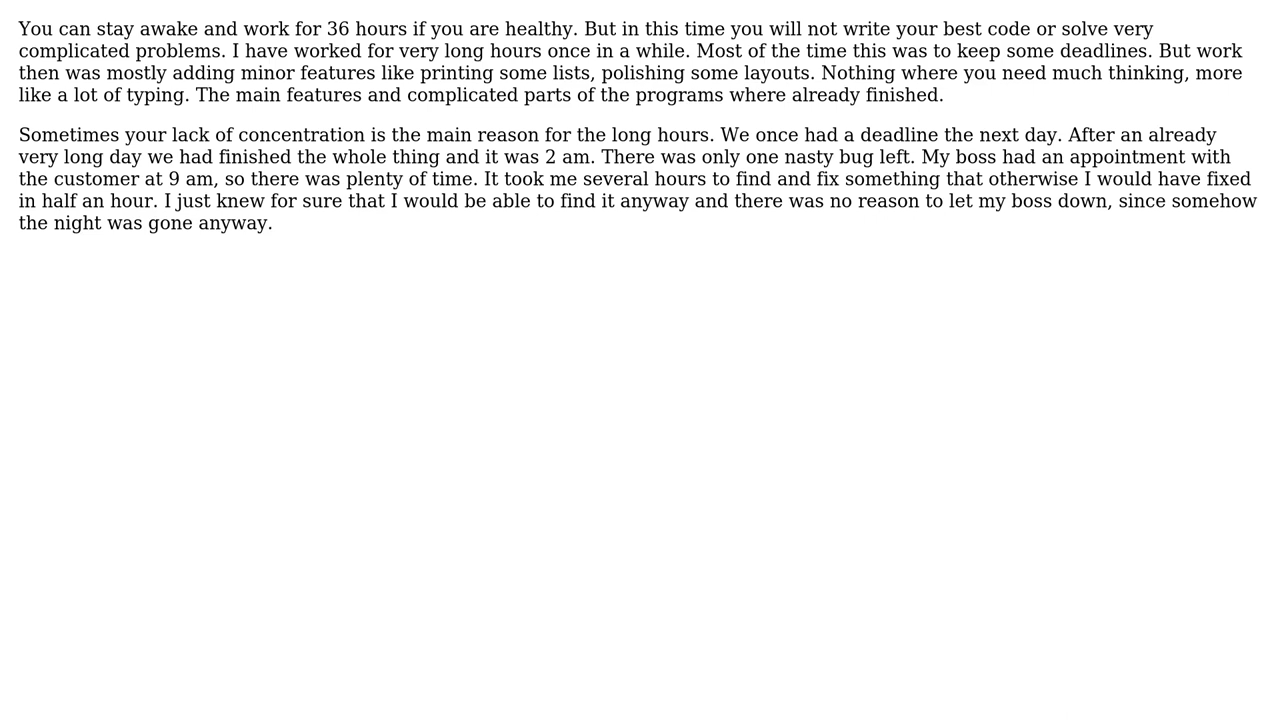 You can stay awake and work for 36 hours if you are healthy. But in this time you will not write your best code or solve very
complicated problems. I have worked for very long hours once in a while. Most of the time this was to keep some deadlines. But work
then was mostly adding minor features like printing some lists, polishing some layouts. Nothing where you need much thinking, more
like a lot of typing. The main features and complicated parts of the programs where already finished.
Sometimes your lack of concentration is the main reason for the long hours. We once had a deadline the next day. After an already
very long day we had finished the whole thing and it was 2 am. There was only one nasty bug left. My boss had an appointment with
the customer at 9 am, so there was plenty of time. It took me several hours to find and fix something that otherwise I would have fixed
in half an hour. I just knew for sure that I would be able to find it anyway and there was no reason to let my boss down, since somehow
the night was gone anyway.